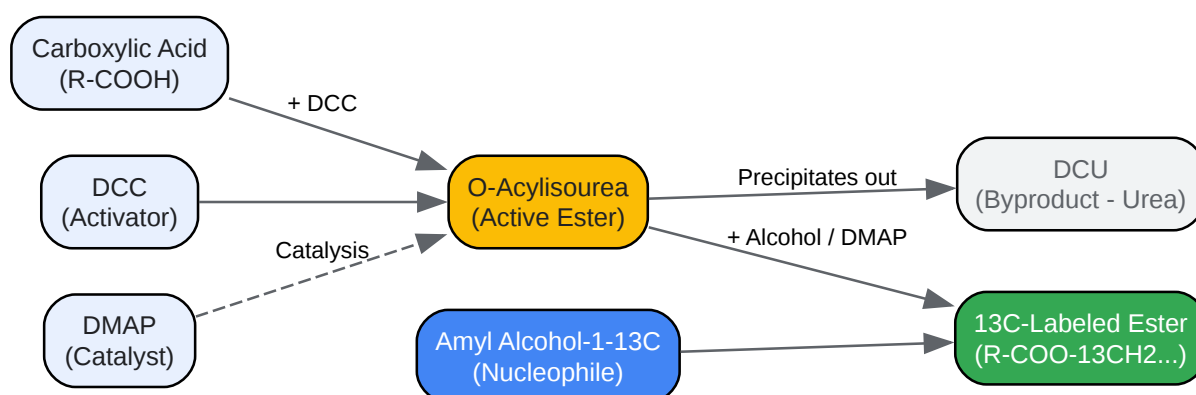 Carboxylic Acid
(R-COOH)
+ DCC
DCC
(Activator)
Catalysis
DMAP
(Catalyst)
O-Acylisourea
(Active Ester)
Precipitates out
+ Alcohol / DMAP
Amyl Alcohol-1-13C
(Nucleophile)
DCU
(Byproduct - Urea)
13C-Labeled Ester
(R-COO-13CH2...)